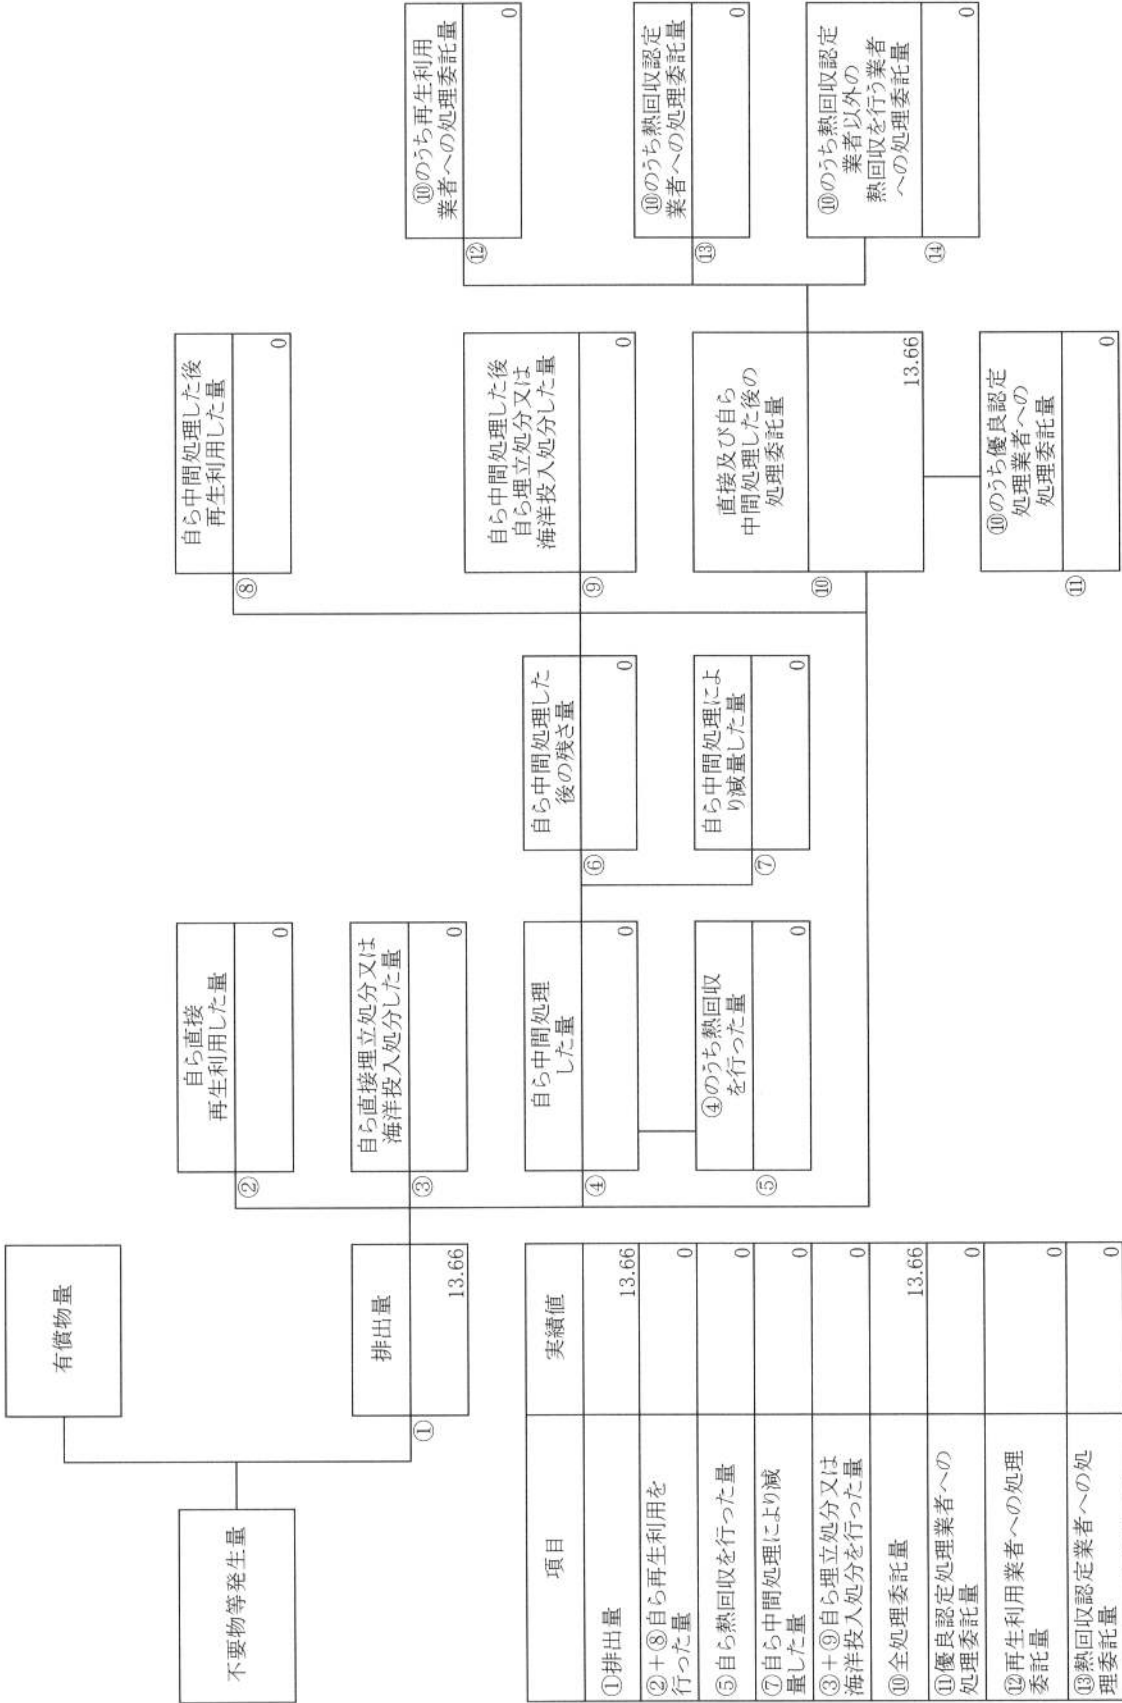 不要物等発生量
有償物量
①
排出量
13.66
②
自ら直接
再生利用した量
0
③
自ら直接埋立処分又は
海洋投入処分した量
0
④
自ら中間処理
した量
0
⑤
④のうち熱回収
を行った量
0
⑥
自ら中間処理した
後の残さ量
0
⑦
自ら中間処理によ
り減量した量
0
⑧
自ら中間処理した後
再生利用した量
0
⑨
自ら中間処理した後
自ら埋立処分又は
海洋投入処分した量
0
⑩
直接及び自ら
中間処理した後の
処理委託量
13.66
⑪
⑩のうち優良認定
処理業者への
処理委託量
0
⑫
⑩のうち再生利用
業者への処理委託量
0
⑬
⑩のうち熱回収認定
業者への処理委託量
0
⑭
⑩のうち熱回収認定
業者以外の
熱回収を行う業者
への処理委託量
0
項目
実績値
①排出量
13.66
②+⑧自ら再生利用を
行った量
0
⑤自ら熱回収を行った量
0
⑦自ら中間処理により減
量した量
0
③+⑨自ら埋立処分又は
海洋投入処分を行った量
0
⑩全処理委託量
13.66
⑪優良認定処理業者への
処理委託量
0
⑫再生利用業者への処理
委託量
0
⑬熱回収認定業者への処
理委託量
0